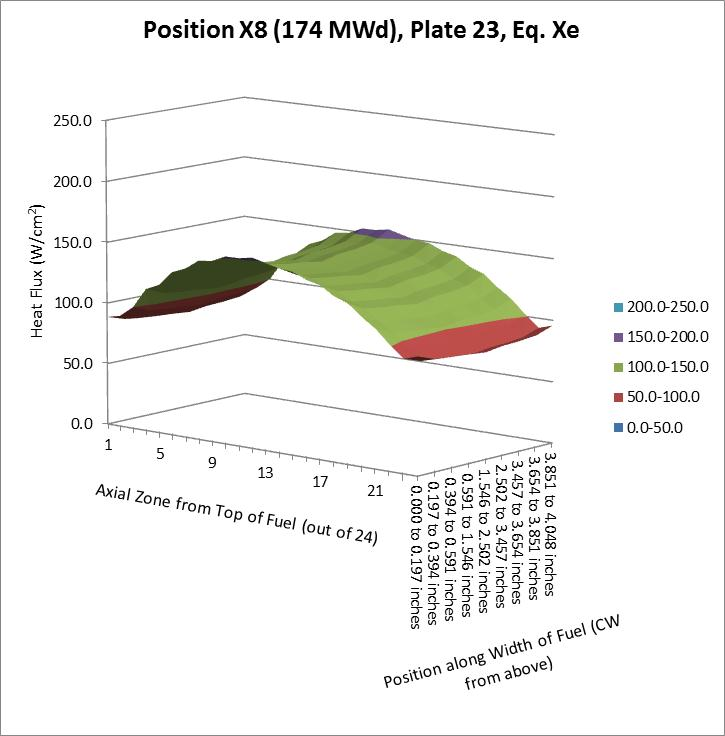 Position X8 (174 MWd), Plate 23, Eq. Xe
250.0
200.0
150.0
100.0
50.0
0.0
Heat Flux (W/cm²)
1
5
9
13
17
21
Axial Zone from Top of Fuel (out of 24)
0.000 to 0.197 inches
0.197 to 0.394 inches
0.394 to 0.591 inches
0.591 to 1.546 inches
1.546 to 2.502 inches
2.502 to 3.457 inches
3.457 to 3.654 inches
3.654 to 3.851 inches
3.851 to 4.048 inches
Position along Width of Fuel (CW
from above)
200.0-250.0
150.0-200.0
100.0-150.0
50.0-100.0
0.0-50.0